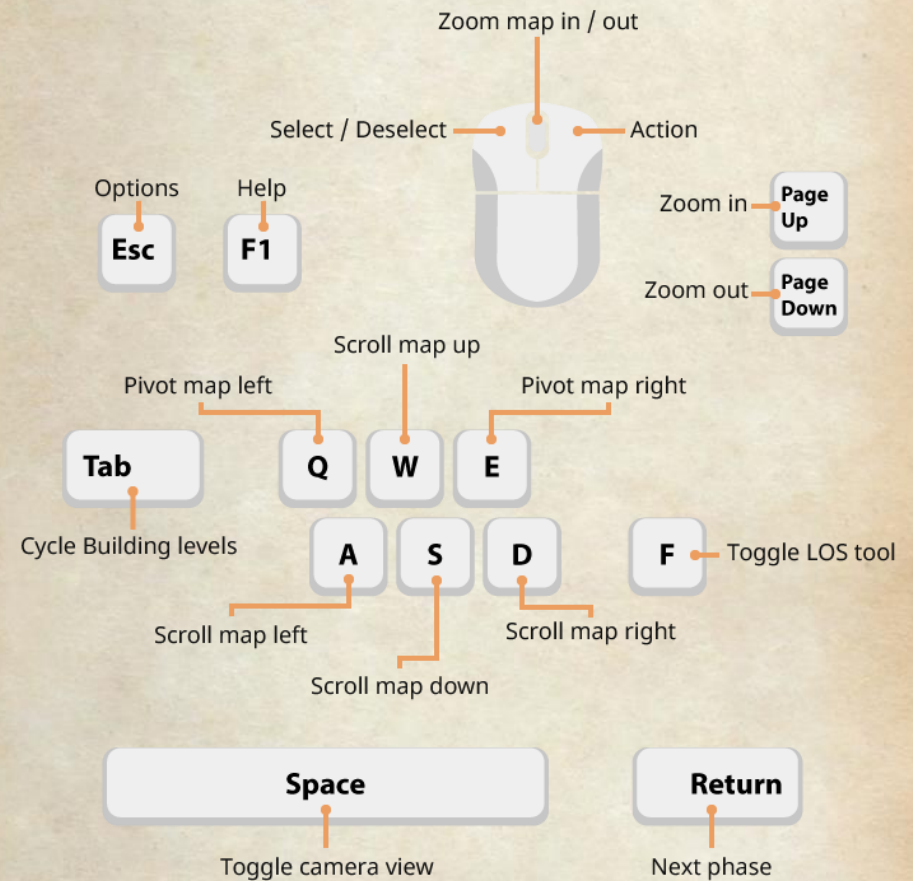 Zoom map in / out
Select / Deselect
Action
Options
Help
Esc
F1
Zoom in
Page
Up
Zoom out
Page
Down
Scroll map up
Pivot map left
Pivot map right
Tab
Q
W
E
Cycle Building levels
A
S
D
F
Toggle LOS tool
Scroll map left
Scroll map right
Scroll map down
Space
Return
Toggle camera view
Next phase